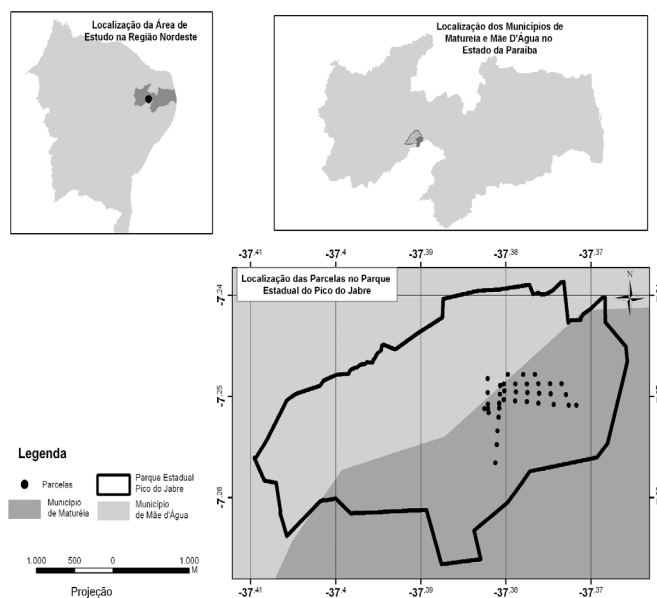 Localização da Área de
Estudo na Região Nordeste
Localização dos Municipios de
Matureia e Mãe D'Água no
Estado da Paraíba
-37.41 -37.4 -37.39 -37.38 -37.37
Localização das Parcelas no Parque
Estadual do Pico do Jabre
N
-7.24
-7.25
-7.26
Legenda
Parcelas
Parque Estadual
Pico do Jabre
Município
de Maturéia
Município
de Mãe d'Água
1.000 500 0 1.000
M
Projeção
-37.41 -37.4 -37.39 -37.38 -37.37